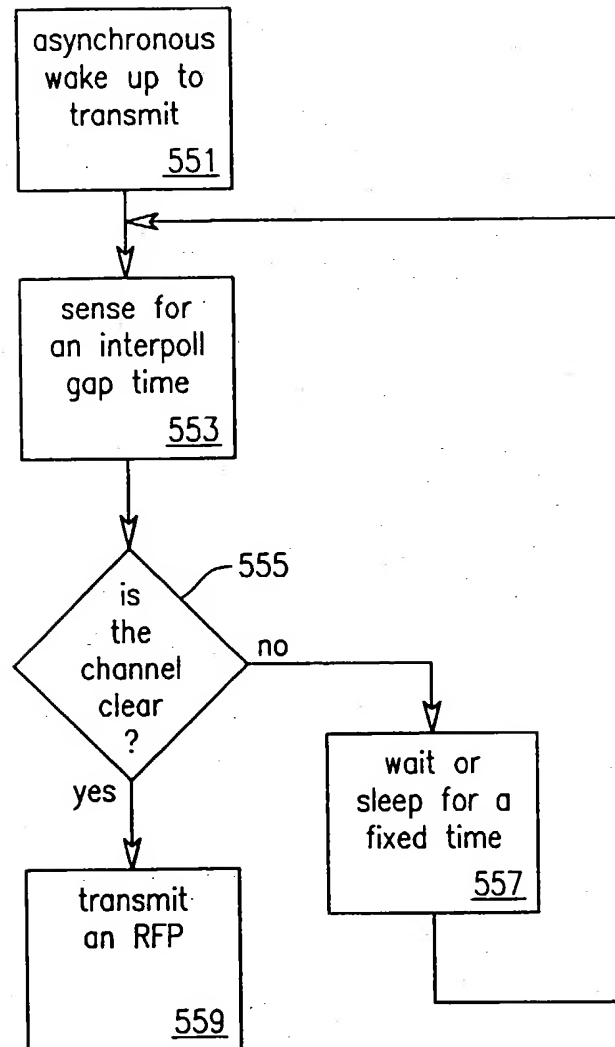 asynchronous
wake up to
transmit
551
sense for
an interpoll
gap time
553
555
is
the
channel
clear
?
no
yes
wait or
sleep for a
fixed time
557
transmit
an RFP
559